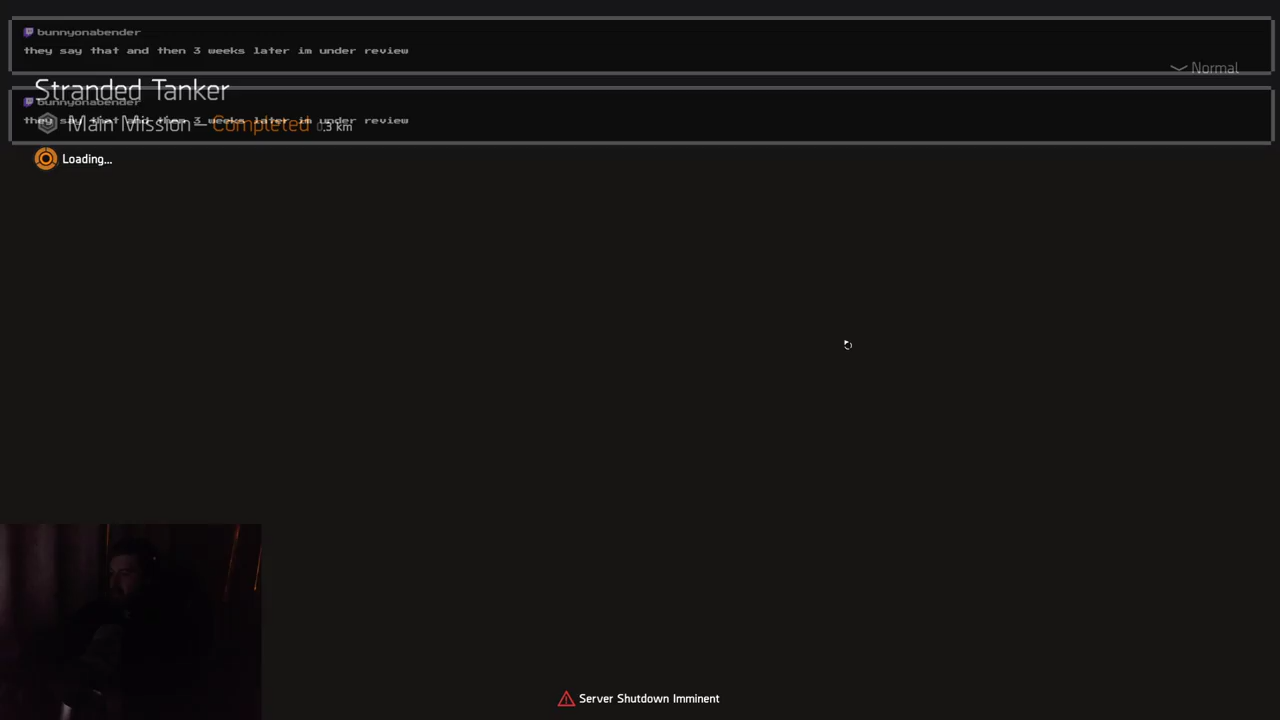 bunnyonabender
they say that and then 3 weeks later im under review
Normal
Stranded Tanker
bunnyonabender
they say that and then 3 weeks later im under review
Main Mission — Completed 0.3 km
Loading...
Server Shutdown Imminent